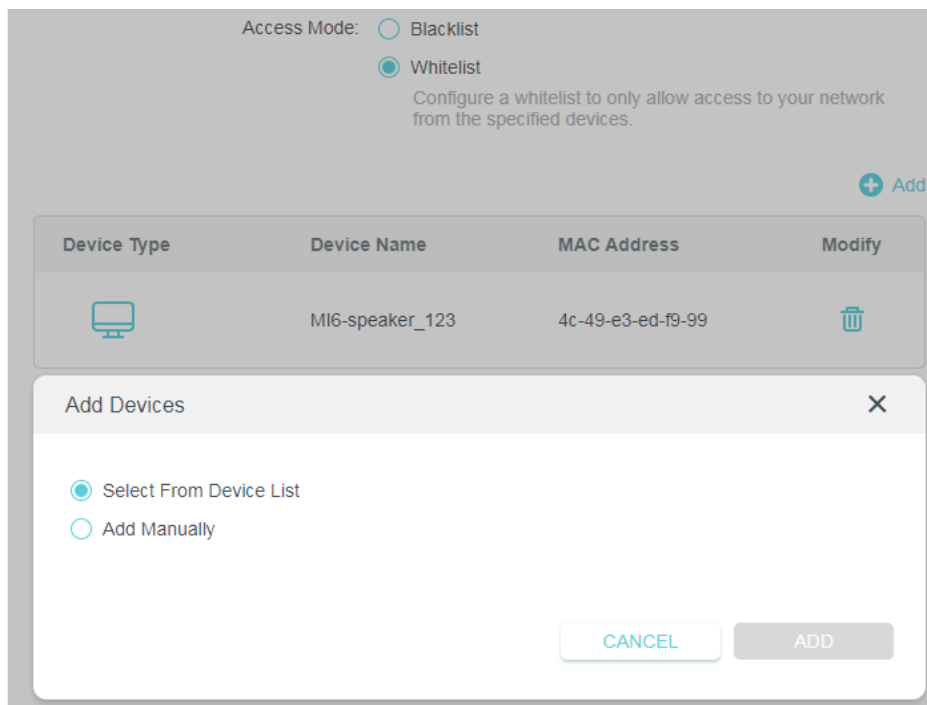 Access Mode: Blacklist
Whitelist
Configure a whitelist to only allow access to your network
from the specified devices.
Add
Device Type Device Name MAC Address Modify
MI6-speaker_123 4c-49-e3-ed-f9-99
Add Devices
Select From Device List
Add Manually
CANCEL ADD